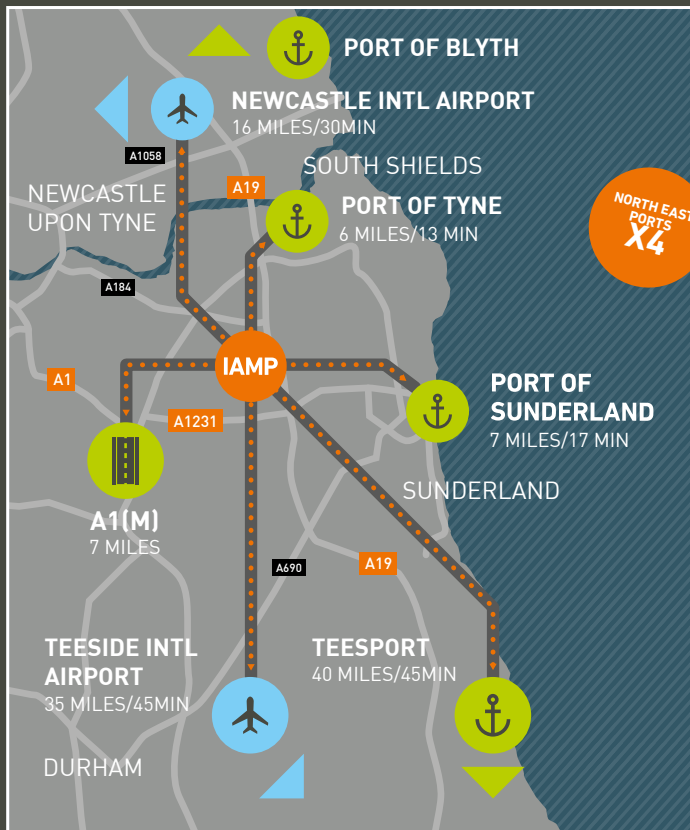 PORT OF BLYTH
NEWCASTLE INTL AIRPORT
16 MILES/30MIN
A1058
SOUTH SHIELDS
NEWCASTLE
UPON TYNE
A19
PORT OF TYNE
6 MILES/13 MIN
NORTH EAST
PORTS
X4
A184
IAMP
A1
A1231
PORT OF
SUNDERLAND
7 MILES/17 MIN
SUNDERLAND
A1(M)
7 MILES
A690
A19
TEESIDE INTL
AIRPORT
35 MILES/45MIN
TEESPORT
40 MILES/45MIN
DURHAM